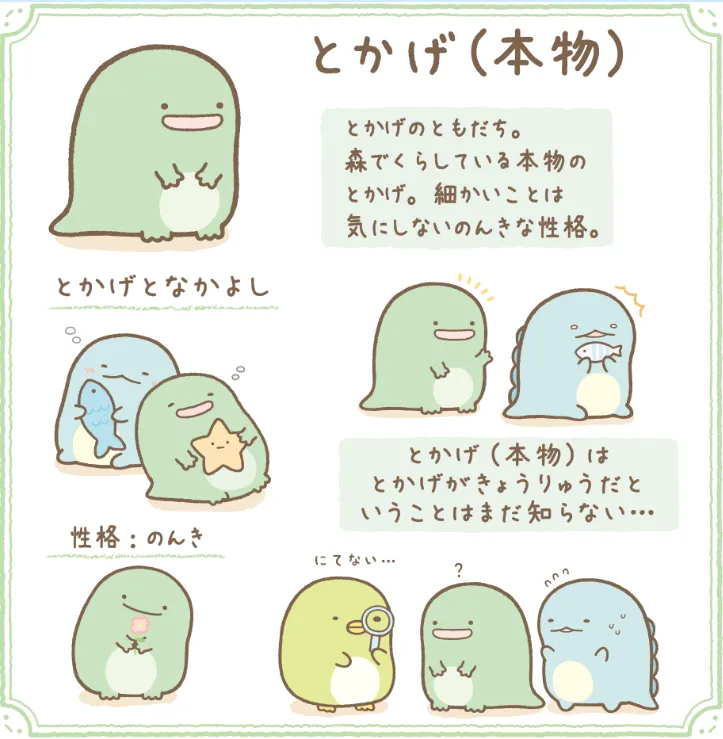 とかげ(本物)
とかげのともだち。
森でくらしている本物の
とかげ。細かいことは
気にしないのんきな性格。
とかげとなかよし
とかげ(本物)は
とかげがきょうりゅうだと
いうことはまだ知らない…
性格:のんき
にてない…
?